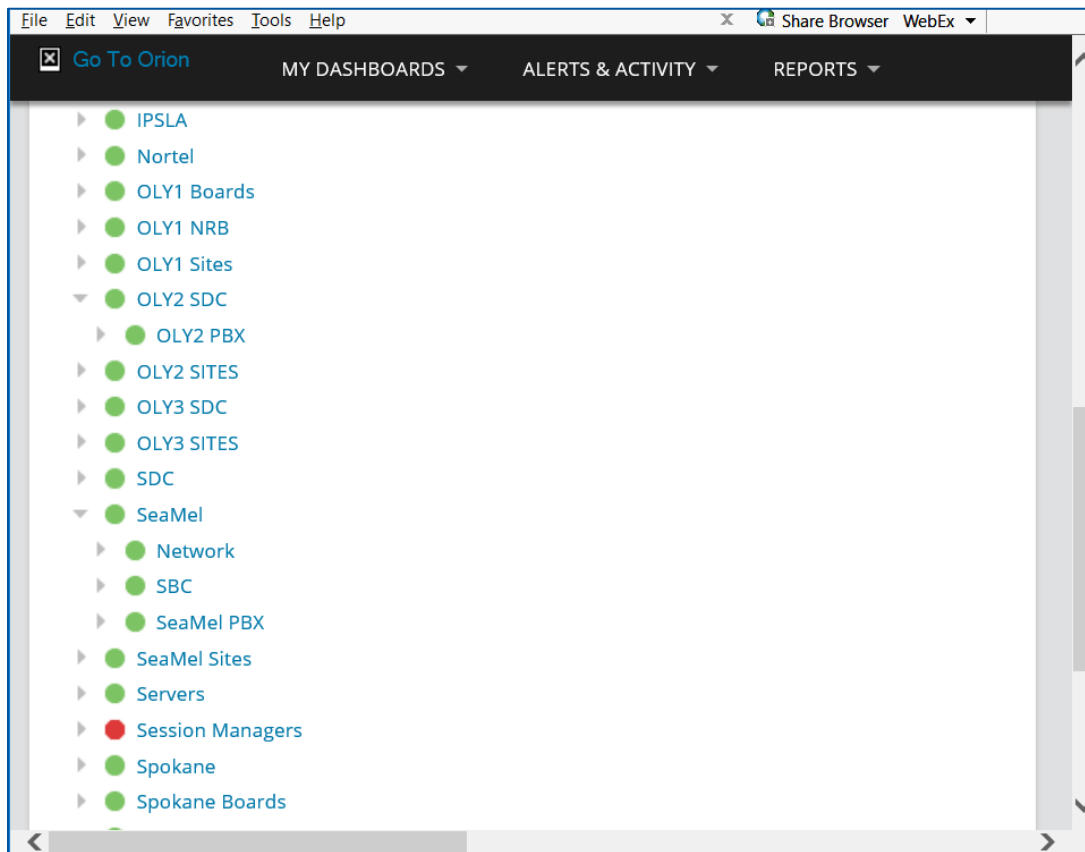 File Edit View Favorites Tools Help X Share Browser WebEx
Go To Orion MY DASHBOARDS ALERTS & ACTIVITY REPORTS
IPSLA
Nortel
OLY1 Boards
OLY1 NRB
OLY1 Sites
OLY2 SDC
OLY2 PBX
OLY2 SITES
OLY3 SDC
OLY3 SITES
SDC
SeaMel
Network
SBC
SeaMel PBX
SeaMel Sites
Servers
Session Managers
Spokane
Spokane Boards